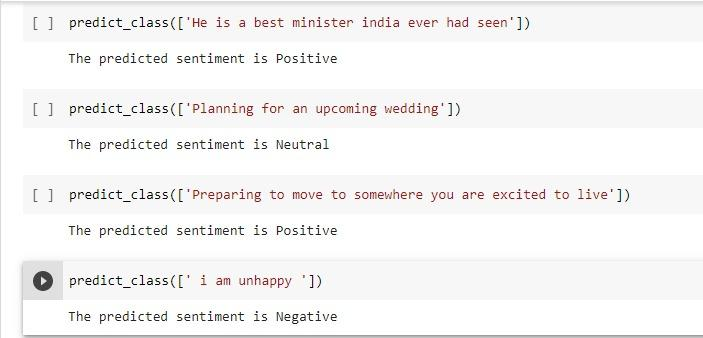 [ ] predict_class(['He is a best minister india ever had seen'])
The predicted sentiment is Positive
[ ] predict_class(['Planning for an upcoming wedding'])
The predicted sentiment is Neutral
[ ] predict_class(['Preparing to move to somewhere you are excited to live'])
The predicted sentiment is Positive
predict_class([' i am unhappy '])
The predicted sentiment is Negative